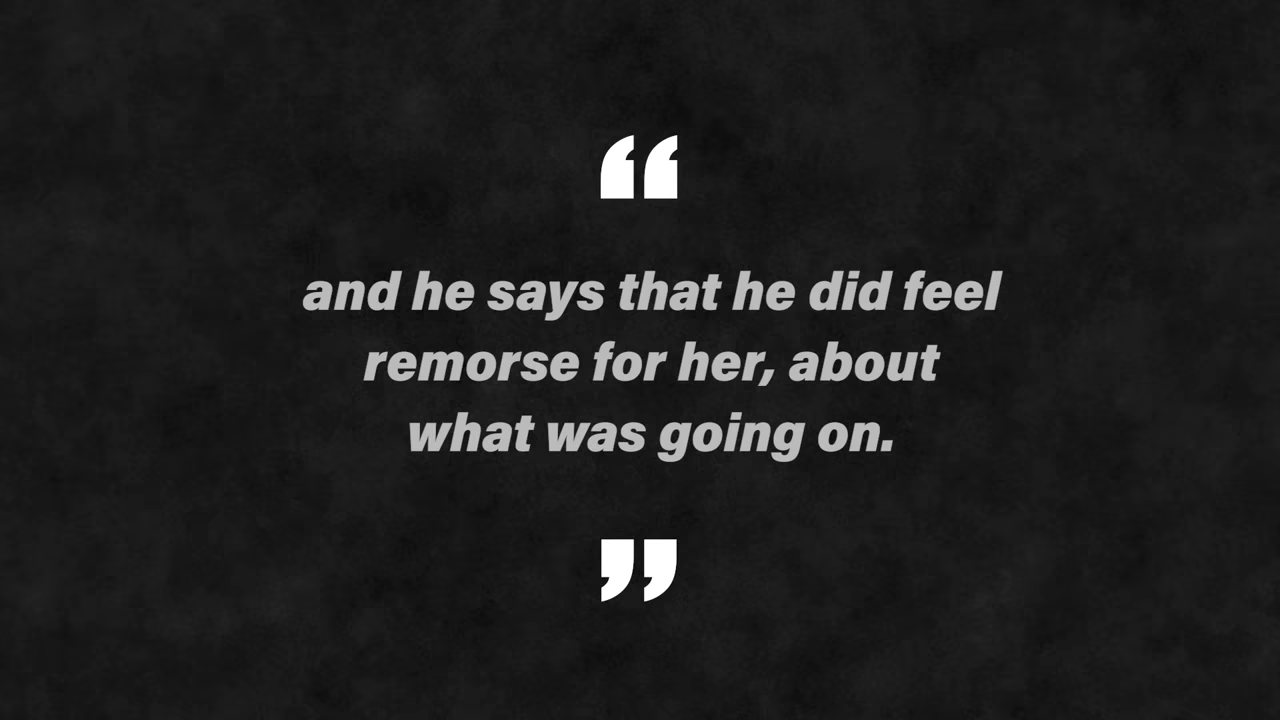 “
and he says that he did feel
remorse for her, about
what was going on.
”